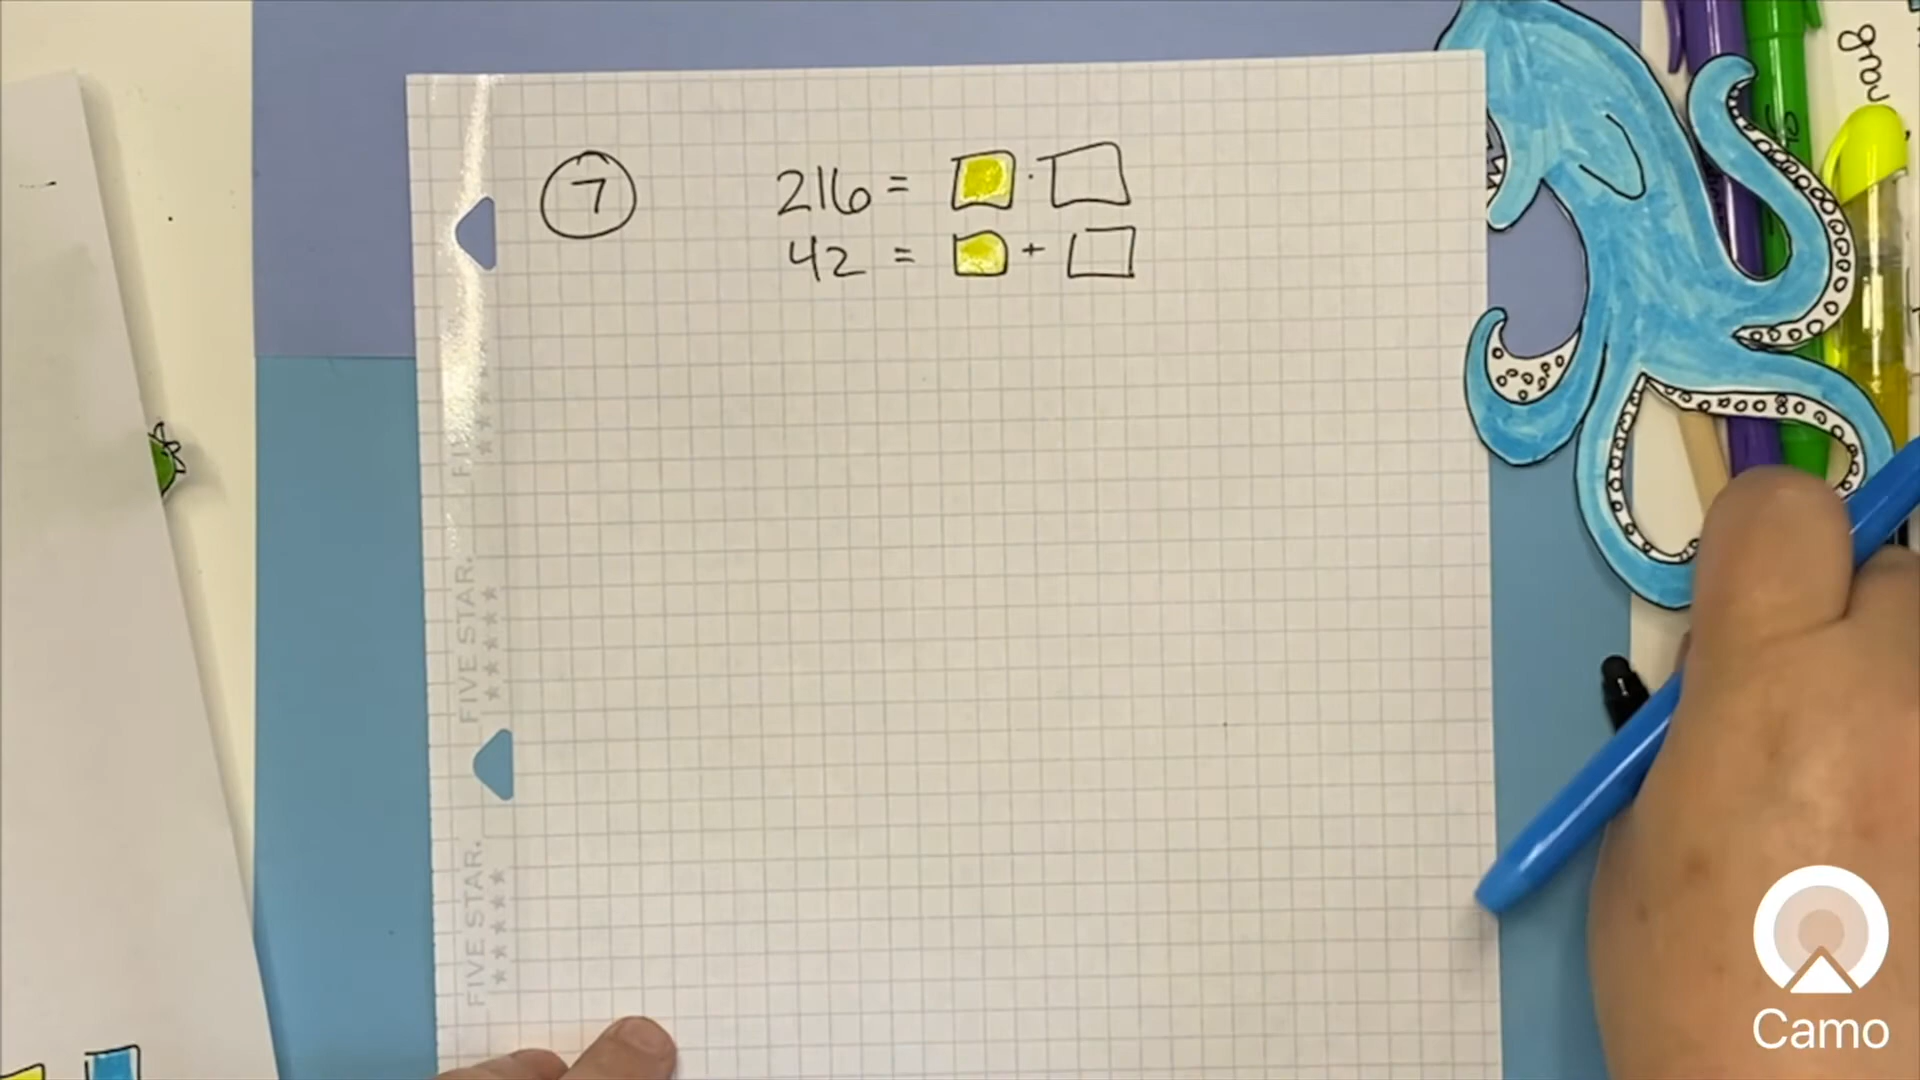 7 216 = □ · □
42 = □ + □
FIVE STAR.
FIVE STAR.
Camo